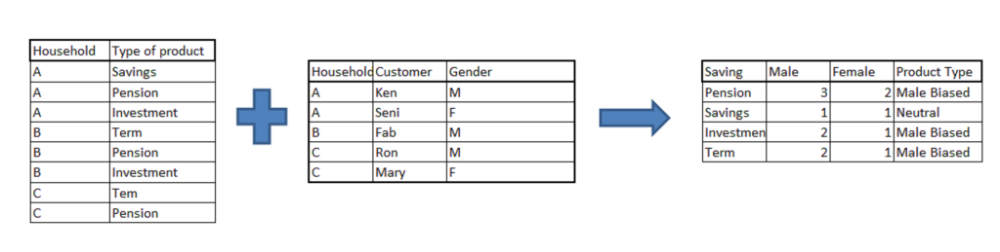 Household Type of product
A Savings
A Pension
A Investment
B Term
B Pension
B Investment
C Tem
C Pension
Household Customer Gender
A Ken M
A Seni F
B Fab M
C Ron M
C Mary F
Saving Male Female Product Type
Pension 3 2 Male Biased
Savings 1 1 Neutral
Investmen 2 1 Male Biased
Term 2 1 Male Biased